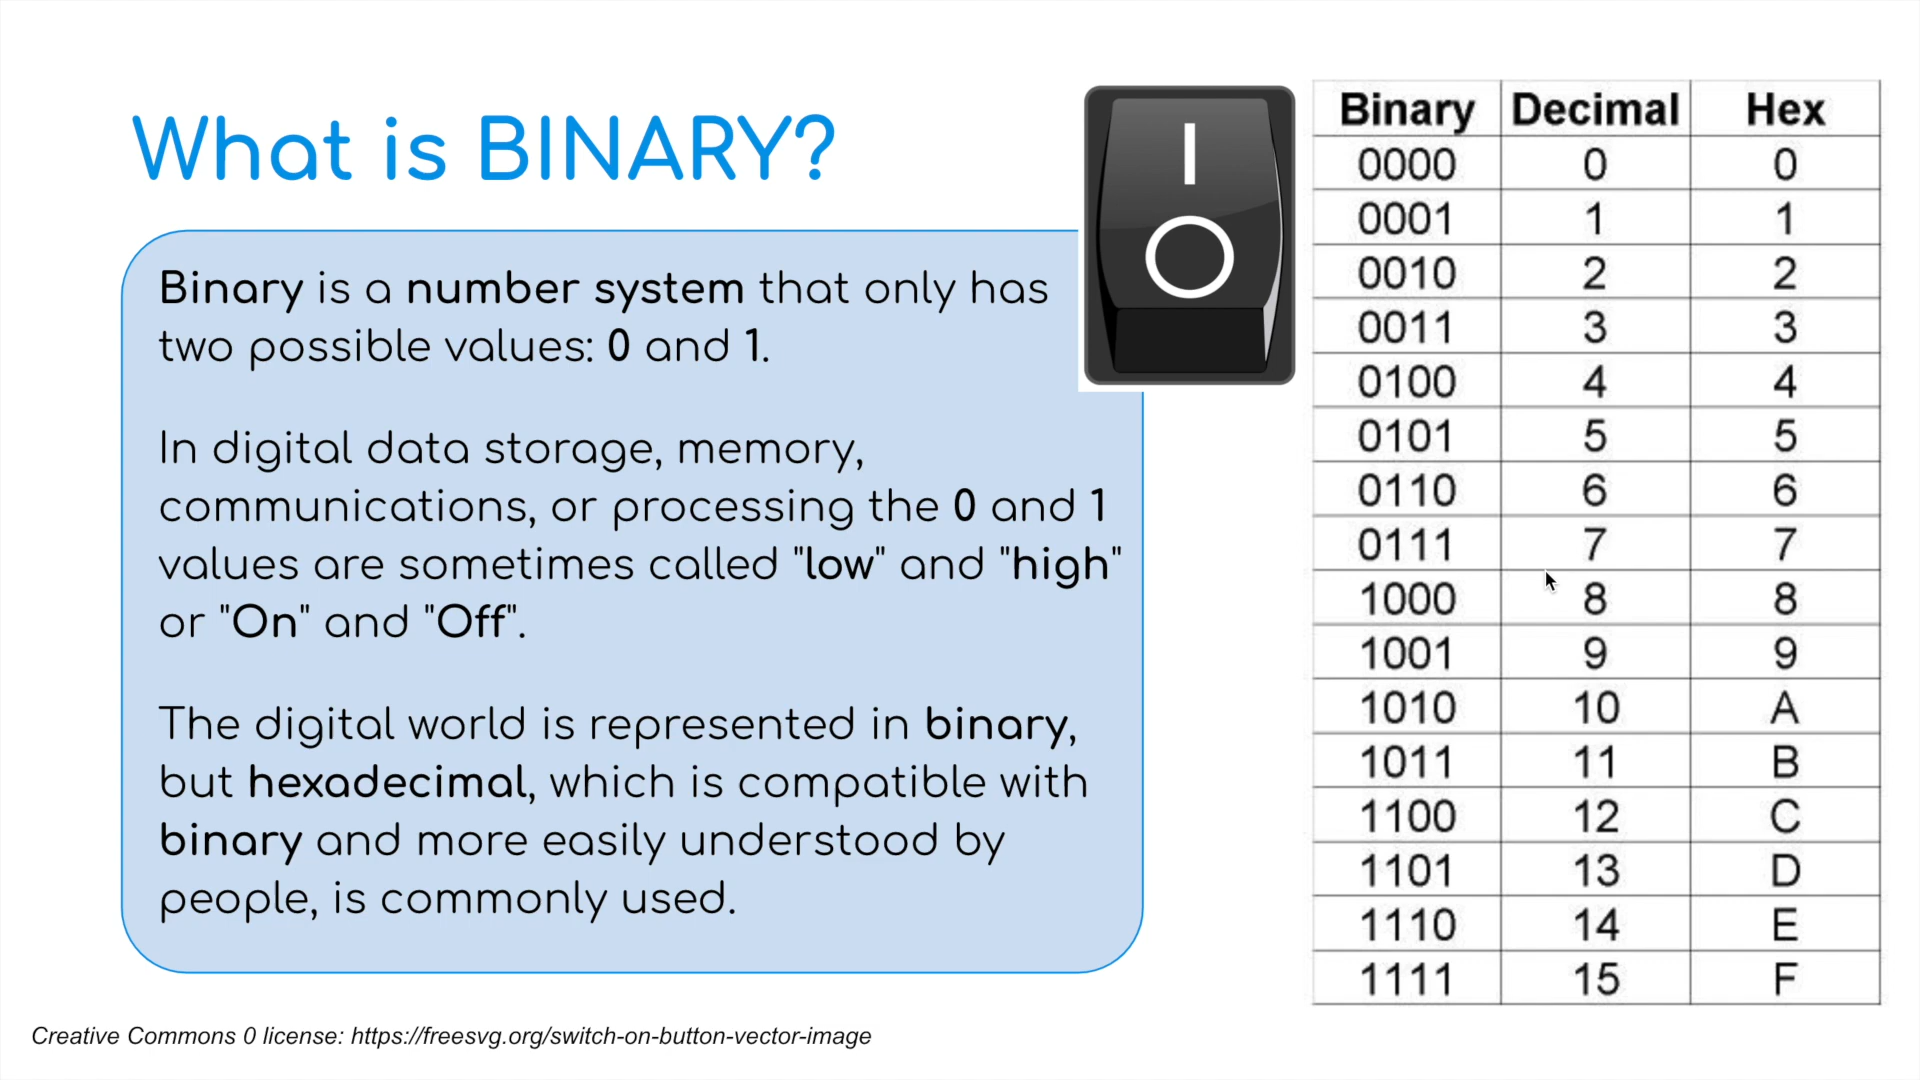 What is BINARY?
Binary is a number system that only has
two possible values: 0 and 1.
In digital data storage, memory,
communications, or processing the 0 and 1
values are sometimes called "low" and "high"
or "On" and "Off".
The digital world is represented in binary,
but hexadecimal, which is compatible with
binary and more easily understood by
people, is commonly used.
Binary Decimal Hex
0000 0 0
0001 1 1
0010 2 2
0011 3 3
0100 4 4
0101 5 5
0110 6 6
0111 7 7
1000 8 8
1001 9 9
1010 10 A
1011 11 B
1100 12 C
1101 13 D
1110 14 E
1111 15 F
Creative Commons 0 license: https://freesvg.org/switch-on-button-vector-image